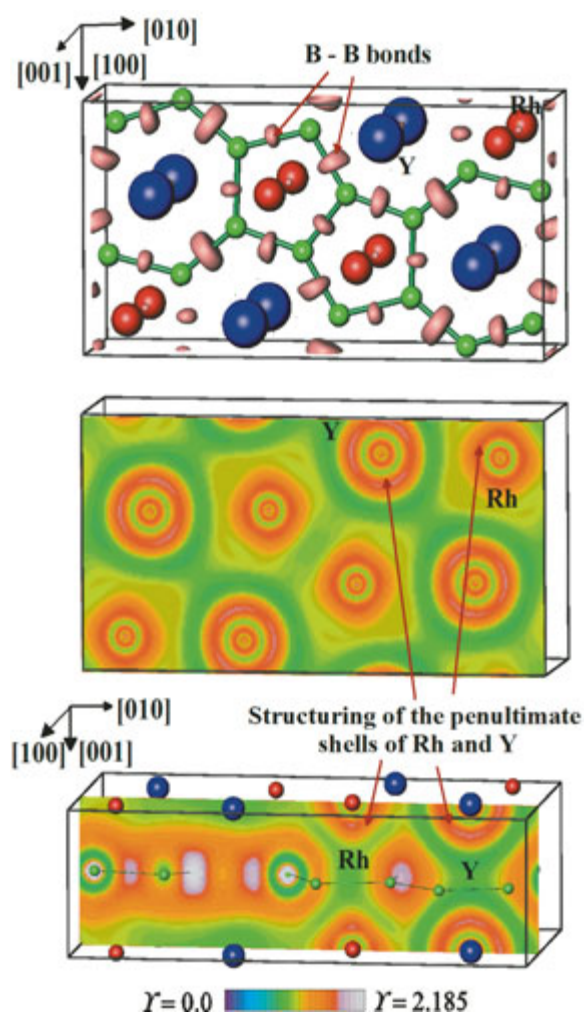 [010]
[001]
[100]
B - B bonds
Rh
Y
Y
Rh
Structuring of the penultimate
shells of Rh and Y
[010]
[100]
[001]
Rh
Y
ϒ = 0.0
ϒ = 2.185